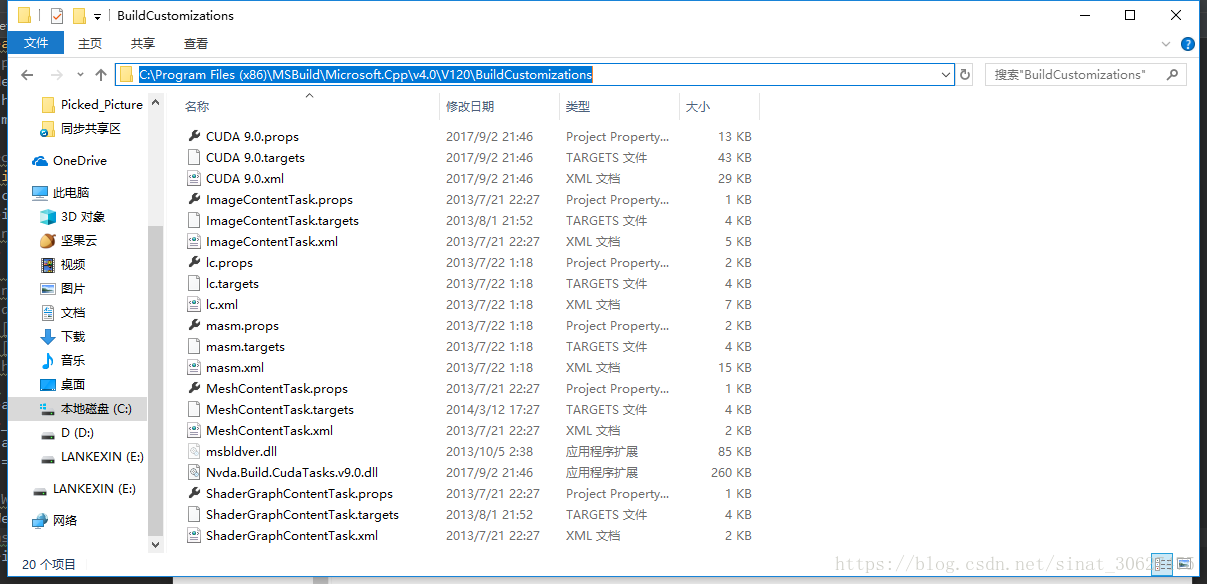 BuildCustomizations
文件 主页 共享 查看
C:\Program Files (x86)\MSBuild\Microsoft.Cpp\v4.0\V120\BuildCustomizations 搜索"BuildCustomizations"
Picked_Picture
同步共享区
OneDrive
此电脑
3D 对象
坚果云
视频
图片
文档
下载
音乐
桌面
本地磁盘 (C:)
D (D:)
LANKEXIN (E:)
LANKEXIN (E:)
网络
名称 修改日期 类型 大小
CUDA 9.0.props 2017/9/2 21:46 Project Property... 13 KB
CUDA 9.0.targets 2017/9/2 21:46 TARGETS 文件 43 KB
CUDA 9.0.xml 2017/9/2 21:46 XML 文档 29 KB
ImageContentTask.props 2013/7/21 22:27 Project Property... 1 KB
ImageContentTask.targets 2013/8/1 21:52 TARGETS 文件 4 KB
ImageContentTask.xml 2013/7/21 22:27 XML 文档 5 KB
lc.props 2013/7/22 1:18 Project Property... 2 KB
lc.targets 2013/7/22 1:18 TARGETS 文件 4 KB
lc.xml 2013/7/22 1:18 XML 文档 7 KB
masm.props 2013/7/22 1:18 Project Property... 2 KB
masm.targets 2013/7/22 1:18 TARGETS 文件 4 KB
masm.xml 2013/7/22 1:18 XML 文档 15 KB
MeshContentTask.props 2013/7/21 22:27 Project Property... 1 KB
MeshContentTask.targets 2014/3/12 17:27 TARGETS 文件 4 KB
MeshContentTask.xml 2013/7/21 22:27 XML 文档 2 KB
msbldver.dll 2013/10/5 2:38 应用程序扩展 85 KB
Nvda.Build.CudaTasks.v9.0.dll 2017/9/2 21:46 应用程序扩展 260 KB
ShaderGraphContentTask.props 2013/7/21 22:27 Project Property... 1 KB
ShaderGraphContentTask.targets 2013/8/1 21:52 TARGETS 文件 4 KB
ShaderGraphContentTask.xml 2013/7/21 22:27 XML 文档 2 KB
20 个项目